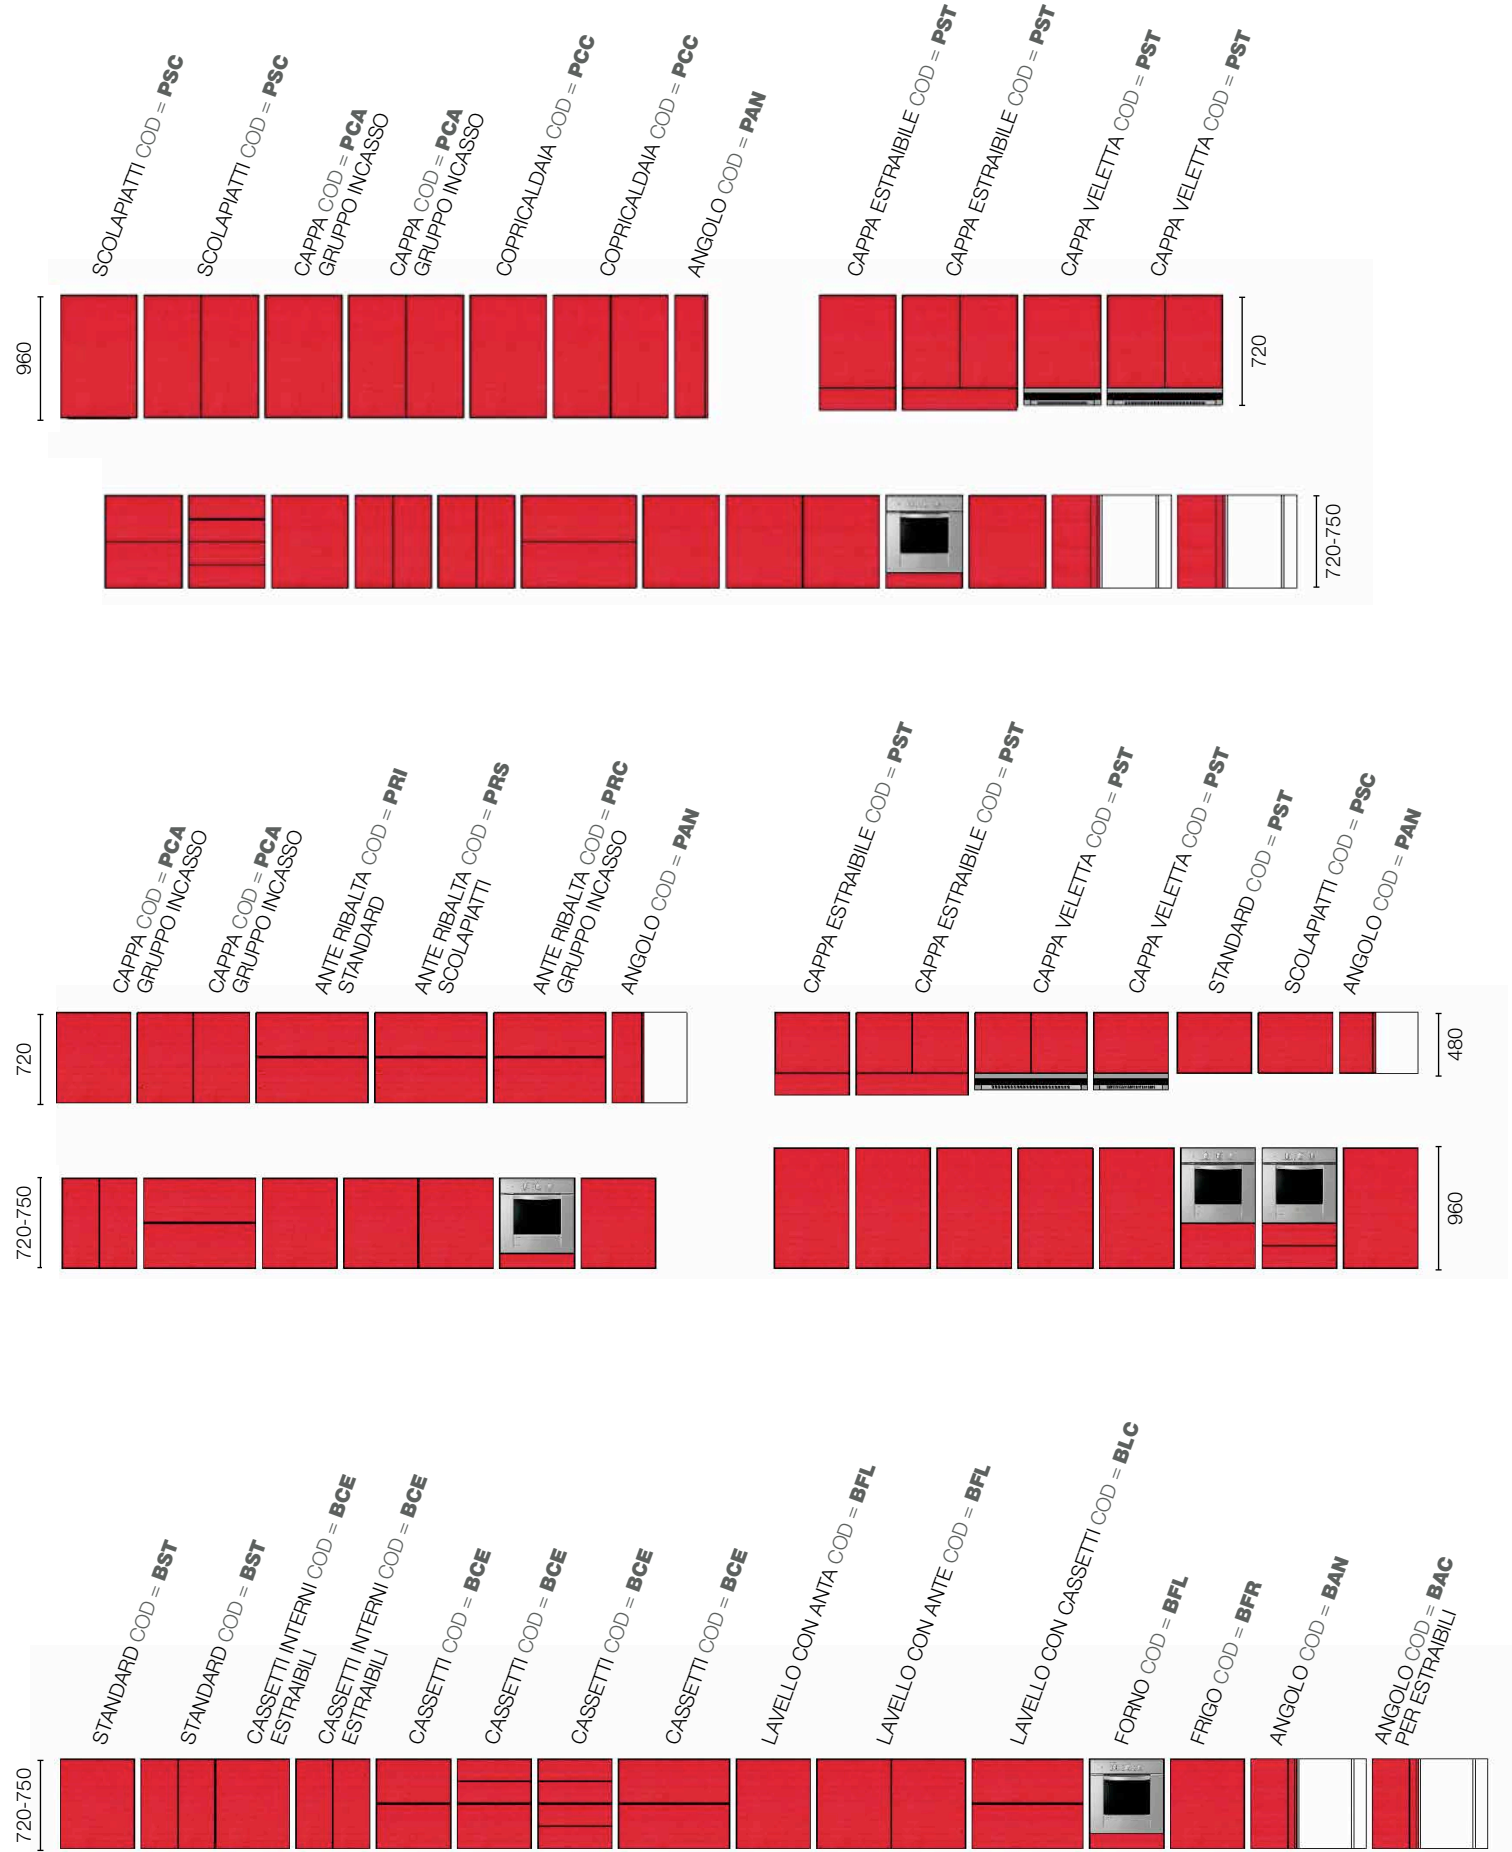 SCOLAPIATTI COD = PSC
SCOLAPIATTI COD = PSC
CAPPA COD = PCA
GRUPPO INCASSO
CAPPA COD = PCA
GRUPPO INCASSO
COPRICALDAIA COD = PCC
COPRICALDAIA COD = PCC
ANGOLO COD = PAN
CAPPA ESTRAIBILE COD = PST
CAPPA ESTRAIBILE COD = PST
CAPPA VELETTA COD = PST
CAPPA VELETTA COD = PST
960
720
720-750
CAPPA COD = PCA
GRUPPO INCASSO
CAPPA COD = PCA
GRUPPO INCASSO
ANTE RIBALTA COD = PRI
STANDARD
ANTE RIBALTA COD = PRS
SCOLAPIATTI
ANTE RIBALTA COD = PRC
GRUPPO INCASSO
ANGOLO COD = PAN
CAPPA ESTRAIBILE COD = PST
CAPPA ESTRAIBILE COD = PST
CAPPA VELETTA COD = PST
CAPPA VELETTA COD = PST
STANDARD COD = PST
SCOLAPIATTI COD = PSC
ANGOLO COD = PAN
720
480
720-750
960
STANDARD COD = BST
STANDARD COD = BST
CASSETTI INTERNI COD = BCE
ESTRAIBILI
CASSETTI INTERNI COD = BCE
ESTRAIBILI
CASSETTI COD = BCE
CASSETTI COD = BCE
CASSETTI COD = BCE
CASSETTI COD = BCE
LAVELLO CON ANTA COD = BFL
LAVELLO CON ANTE COD = BFL
LAVELLO CON CASSETTI COD = BLC
FORNO COD = BFL
FRIGO COD = BFR
ANGOLO COD = BAN
ANGOLO COD = BAC
PER ESTRAIBILI
720-750